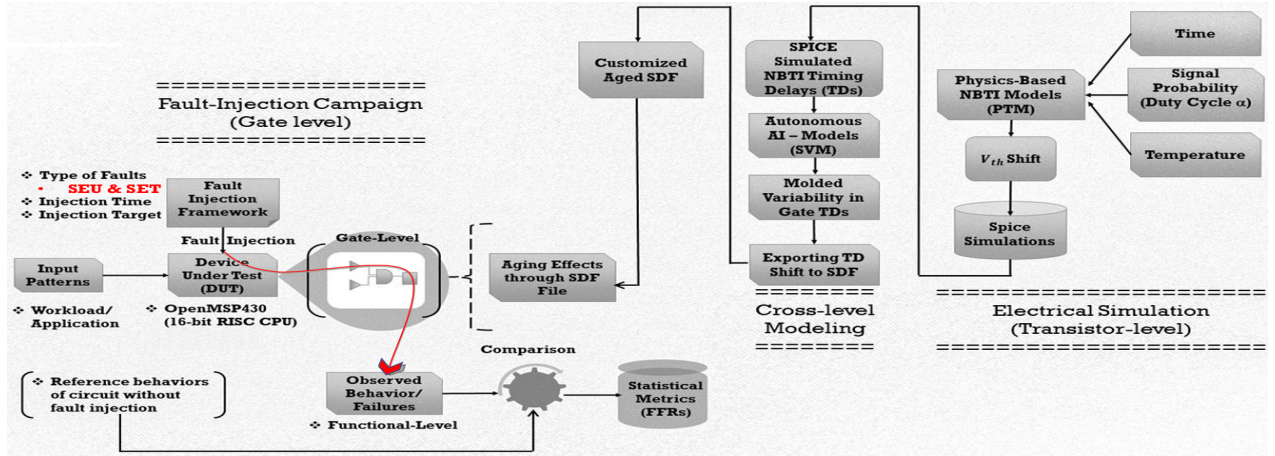 Fault-Injection Campaign
(Gate level)
Type of Faults
SEU & SET
Injection Time
Injection Target
Fault
Injection
Framework
Fault Injection
Input
Patterns
Workload/
Application
Device
Under Test
(DUT)
OpenMSP430
(16-bit RISC CPU)
Gate-Level
Aging Effects
through SDF
File
Customized
Aged SDF
SPICE
Simulated
NBTI Timing
Delays (TDs)
Autonomous
AI – Models
(SVM)
Molded
Variability in
Gate TDs
Exporting TD
Shift to SDF
Cross-level
Modeling
Time
Signal
Probability
(Duty Cycle α)
Temperature
Physics-Based
NBTI Models
(PTM)
Vth Shift
Spice
Simulations
Electrical Simulation
(Transistor-level)
Reference behaviors
of circuit without
fault injection
Observed
Behavior/
Failures
Functional-Level
Comparison
Statistical
Metrics
(FFRs)